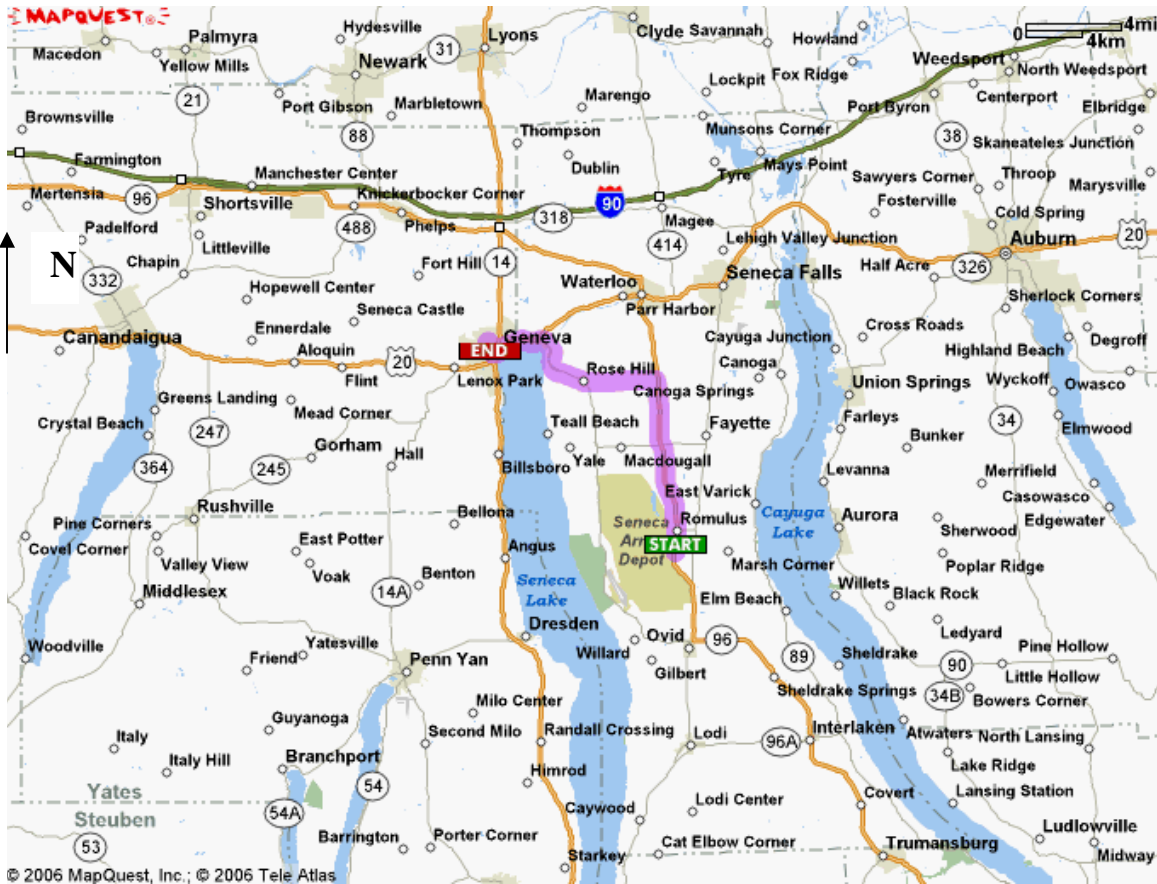 MAPQUEST
Hydesville
Clyde
Savannah
Howland
0 4mi
4km
Palmyra
Lyons
31
Macedon
Yellow Mills
Newark
Weedsport
North Weedsport
Lockpit
Fox Ridge
21
Port Gibson
Marbletown
Marengo
Port Byron
Centerport
Elbridge
Brownsville
88
Thompson
Munsons Corner
38
Skaneateles Junction
Farmington
Dublin
Mays Point
Manchester Center
Tyre
Sawyers Corner
Throop
Marysville
Mertensia
96
Shortsville
Knickerbocker Corner
318
90
Magee
Fosterville
Cold Spring
Padelford
488
Phelps
414
Lehigh Valley Junction
Auburn
20
Littleville
N
Chapin
Fort Hill
14
Waterloo
Seneca Falls
Half Acre
326
332
Hopewell Center
Parr Harbor
Sherlock Corners
Seneca Castle
Canandaigua
Ennerdale
Geneva
END
Cayuga Junction
Cross Roads
Degroff
Aloquin
20
Highland Beach
Flint
Lenox Park
Rose Hill
Canoga
Union Springs
Wyckoff
Owasco
Greens Landing
Mead Corner
Canoga Springs
Crystal Beach
247
Teall Beach
Fayette
Farleys
34
Elmwood
Gorham
Hall
Bunker
364
245
Billsboro
Yale
Macdougall
Levanna
Merrifield
Rushville
East Varick
Casowasco
Pine Corners
Bellona
Seneca
Army
Depot
Romulus
Cayuga
Lake
Aurora
Sherwood
Edgewater
Covel Corner
Valley View
East Potter
Angus
START
Marsh Corner
Poplar Ridge
Voak
Benton
Seneca
Lake
Willets
Middlesex
14A
Elm Beach
Black Rock
Dresden
Ovid
96
Ledyard
Woodville
Yatesville
Willard
89
Sheldrake
90
Pine Hollow
Friend
Penn Yan
Gilbert
Little Hollow
Sheldrake Springs
34B
Bowers Corner
Guyanoga
Milo Center
Italy
Second Milo
Randall Crossing
Lodi
96A
Interlaken
Atwaters
North Lansing
Branchport
Italy Hill
Himrod
Lake Ridge
Yates
Steuben
54
Lodi Center
Covert
Lansing Station
54A
Caywood
53
Barrington
Porter Corner
Cat Elbow Corner
Ludlowville
Starkey
Trumansburg
Midway
© 2006 MapQuest, Inc.; © 2006 Tele Atlas